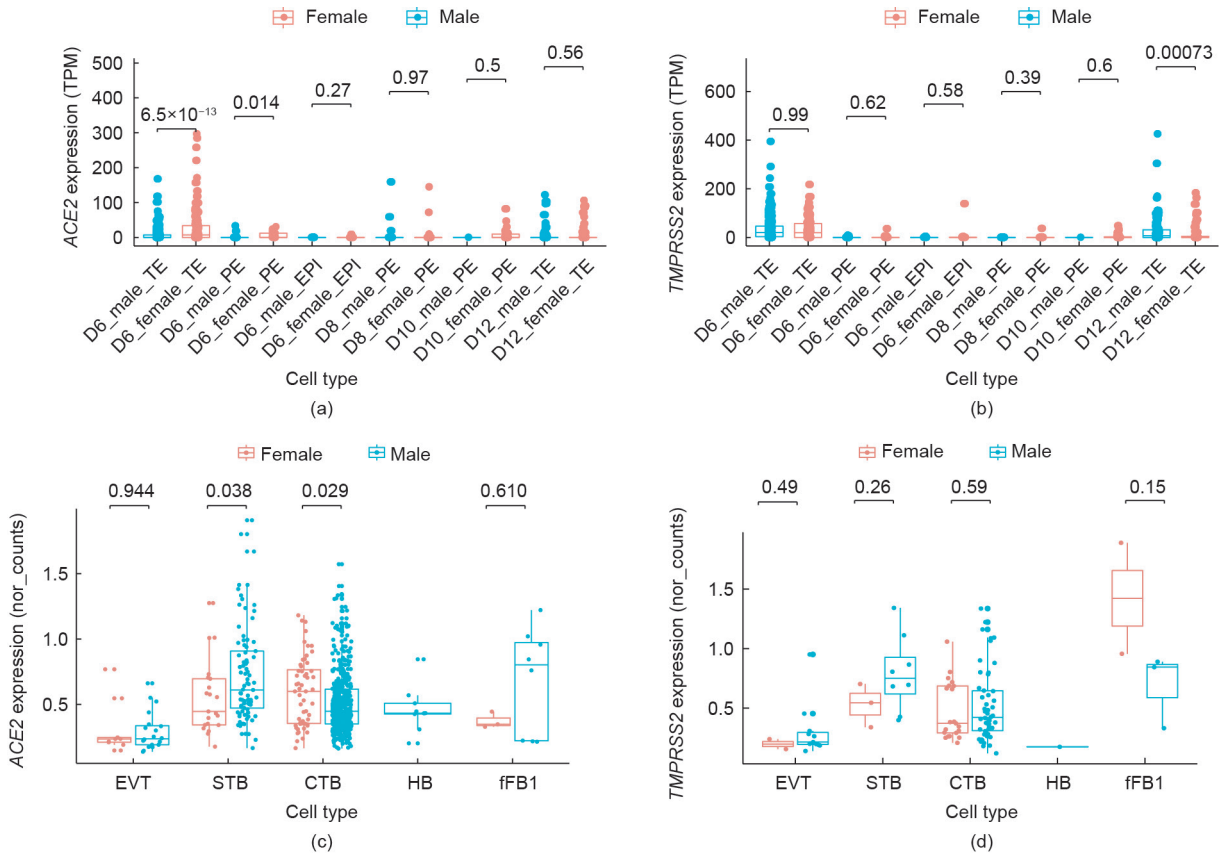 Female Male
ACE2 expression (TPM)
500
400
300
200
100
0
6.5×10⁻¹³
0.014
0.27
0.97
0.5
0.56
D6_male_TE
D6_female_TE
D6_male_PE
D6_female_PE
D6_male_EPI
D6_female_EPI
D8_male_PE
D8_female_PE
D10_male_PE
D10_female_PE
D12_male_TE
D12_female_TE
Cell type
(a)
Female Male
TMPRSS2 expression (TPM)
600
400
200
0
0.99
0.62
0.58
0.39
0.6
0.00073
D6_male_TE
D6_female_TE
D6_male_PE
D6_female_PE
D6_male_EPI
D6_female_EPI
D8_male_PE
D8_female_PE
D10_male_PE
D10_female_PE
D12_male_TE
D12_female_TE
Cell type
(b)
Female Male
ACE2 expression (nor_counts)
0.944 0.038 0.029 0.610
1.5
1.0
0.5
EVT STB CTB HB fFB1
Cell type
(c)
Female Male
TMPRSS2 expression (nor_counts)
0.49 0.26 0.59 0.15
1.5
1.0
0.5
0
EVT STB CTB HB fFB1
Cell type
(d)